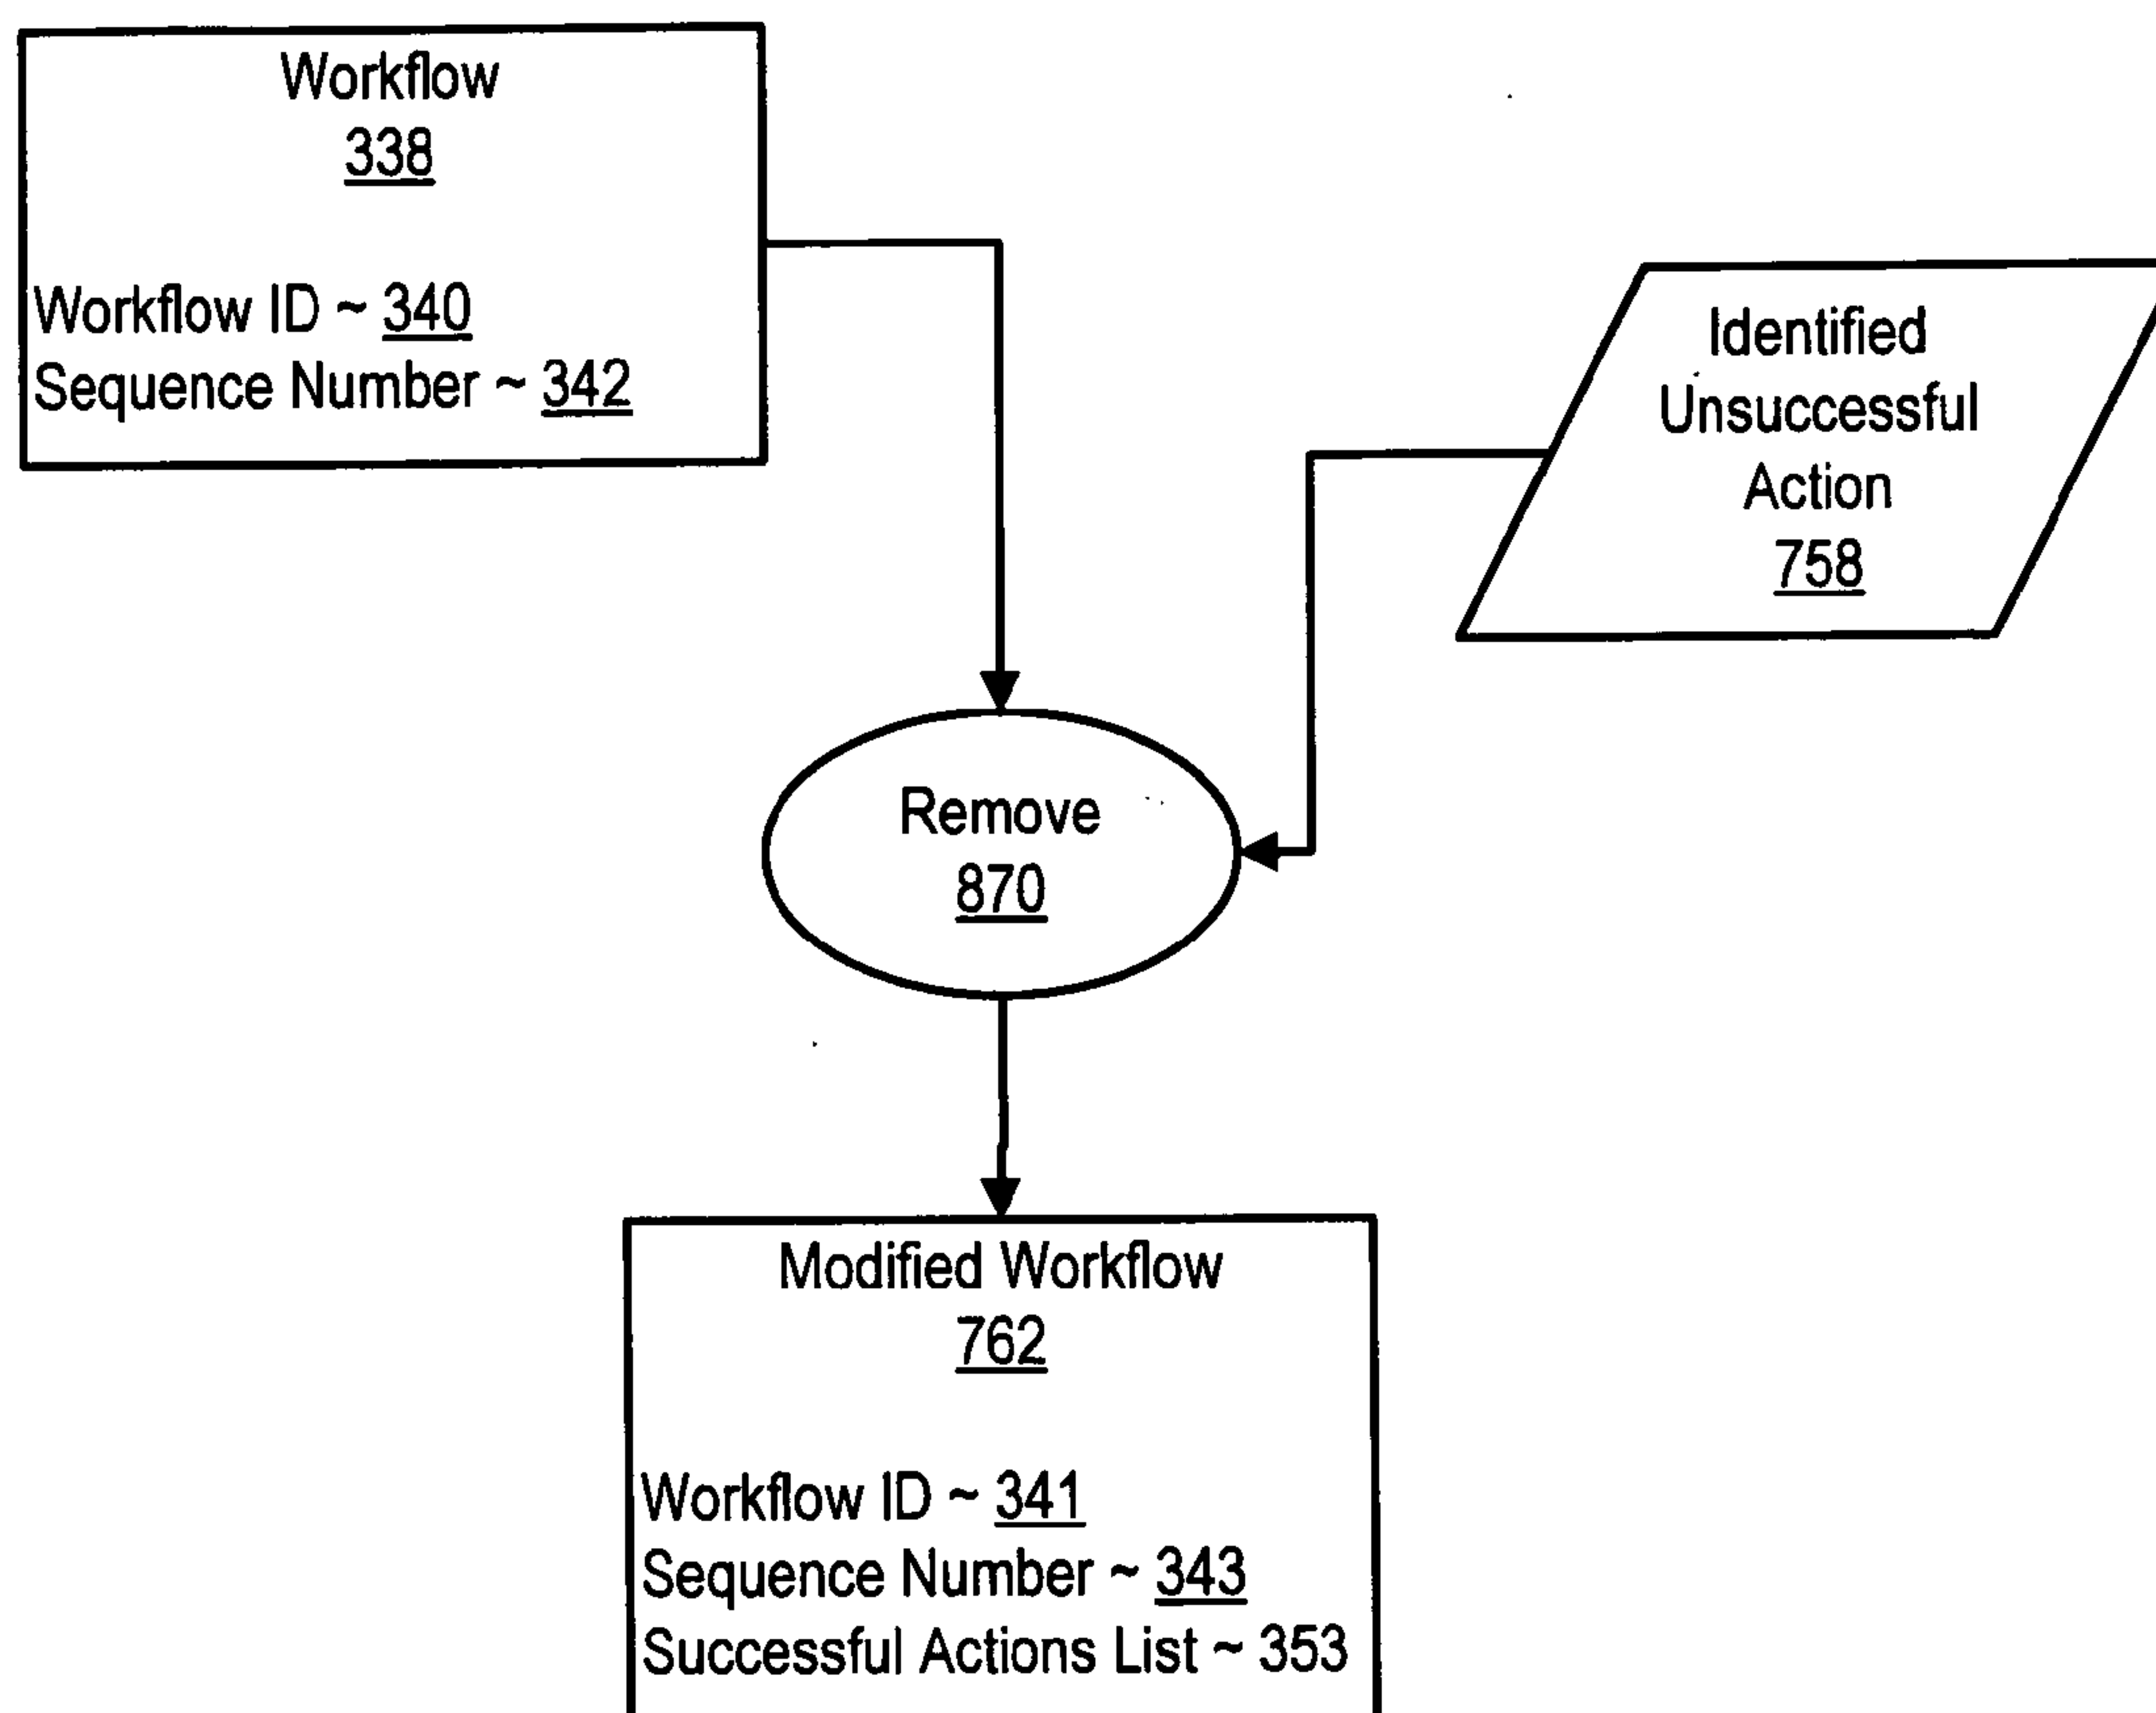 Workflow
338
Workflow ID ~ 340
Sequence Number ~ 342
Identified
Unsuccessful
Action
758
Remove
870
Modified Workflow
762
Workflow ID ~ 341
Sequence Number ~ 343
Successful Actions List ~ 353